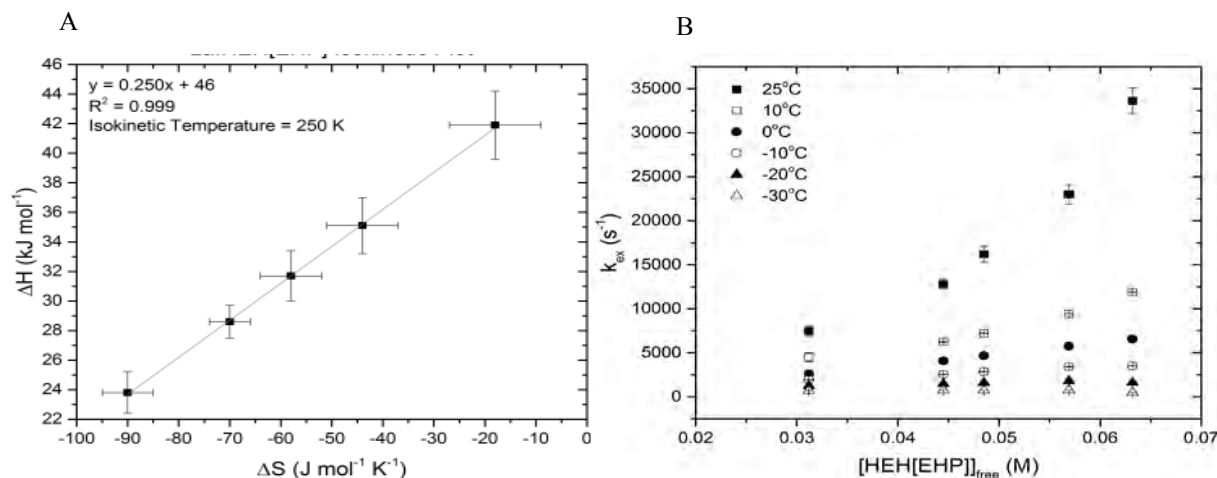 A
B
y = 0.250x + 46
R² = 0.999
Isokinetic Temperature = 250 K
46
44
42
40
38
36
34
32
30
28
26
24
22
ΔH (kJ mol⁻¹)
-100 -90 -80 -70 -60 -50 -40 -30 -20 -10 0
ΔS (J mol⁻¹ K⁻¹)
25°C
10°C
0°C
-10°C
-20°C
-30°C
35000
30000
25000
20000
15000
10000
5000
0
kₑₓ (s⁻¹)
0.02 0.03 0.04 0.05 0.06 0.07
[HEH[EHP]]free (M)